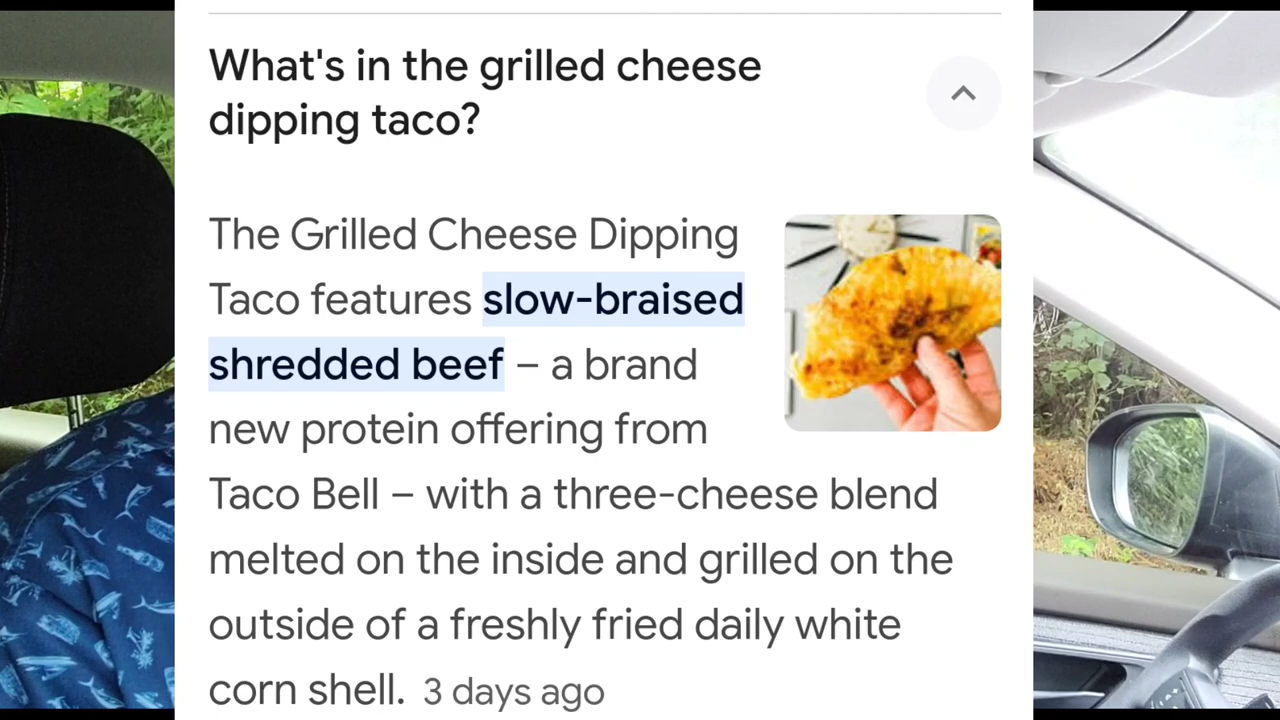 What's in the grilled cheese
dipping taco?
The Grilled Cheese Dipping
Taco features slow-braised
shredded beef – a brand
new protein offering from
Taco Bell – with a three-cheese blend
melted on the inside and grilled on the
outside of a freshly fried daily white
corn shell. 3 days ago